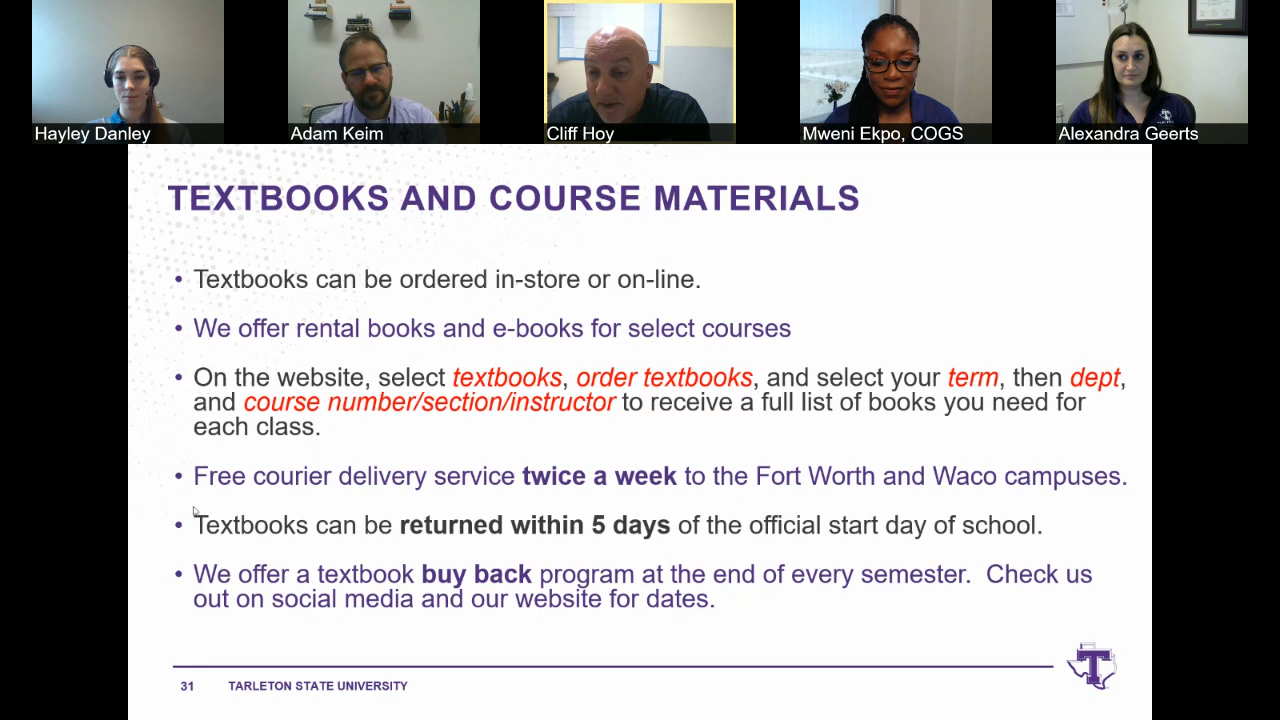 Hayley Danley
Adam Keim
Cliff Hoy
Mweni Ekpo, COGS
Alexandra Geerts
TEXTBOOKS AND COURSE MATERIALS
• Textbooks can be ordered in-store or on-line.
• We offer rental books and e-books for select courses
• On the website, select textbooks, order textbooks, and select your term, then dept,
and course number/section/instructor to receive a full list of books you need for
each class.
• Free courier delivery service twice a week to the Fort Worth and Waco campuses.
• Textbooks can be returned within 5 days of the official start day of school.
• We offer a textbook buy back program at the end of every semester.  Check us
out on social media and our website for dates.
31
TARLETON STATE UNIVERSITY
T